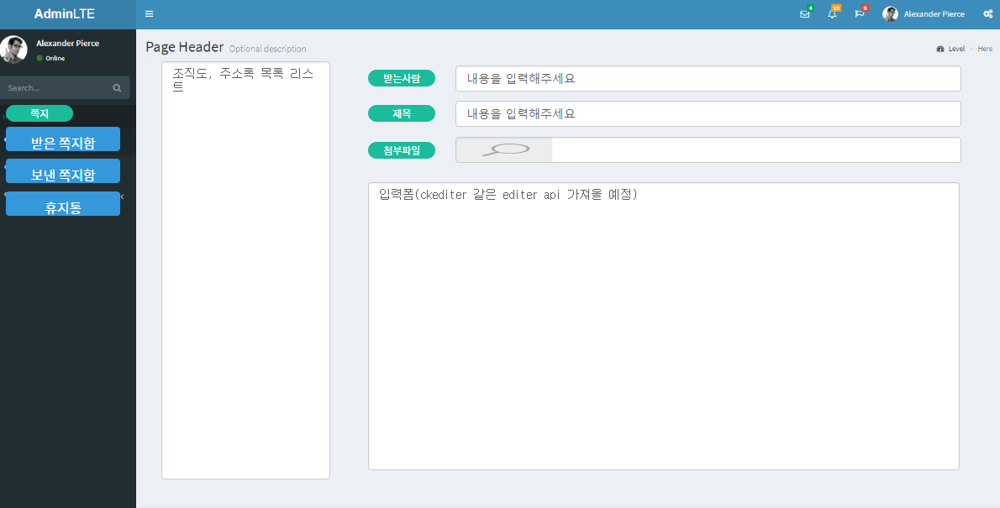 AdminLTE
4
10
9
Alexander Pierce
Alexander Pierce
Online
Search...
쪽지
받은 쪽지함
보낸 쪽지함
휴지통
Page Header Optional description
Level > Here
조직도, 주소록 목록 리스
트
받는사람
내용을 입력해주세요
제목
내용을 입력해주세요
첨부파일
입력폼(ckediter 같은 editer api 가져올 예정)